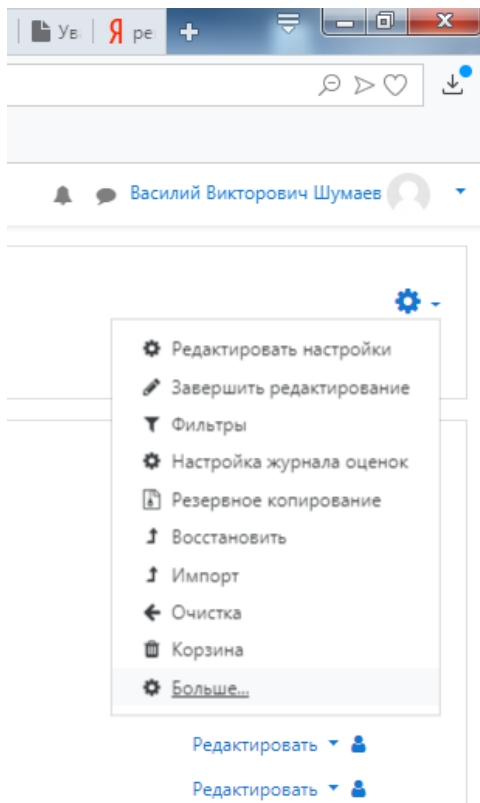 Ув
Я ре
Василий Викторович Шумаев
Редактировать настройки
Завершить редактирование
Фильтры
Настройка журнала оценок
Резервное копирование
Восстановить
Импорт
Очистка
Корзина
Больше...
Редактировать
Редактировать